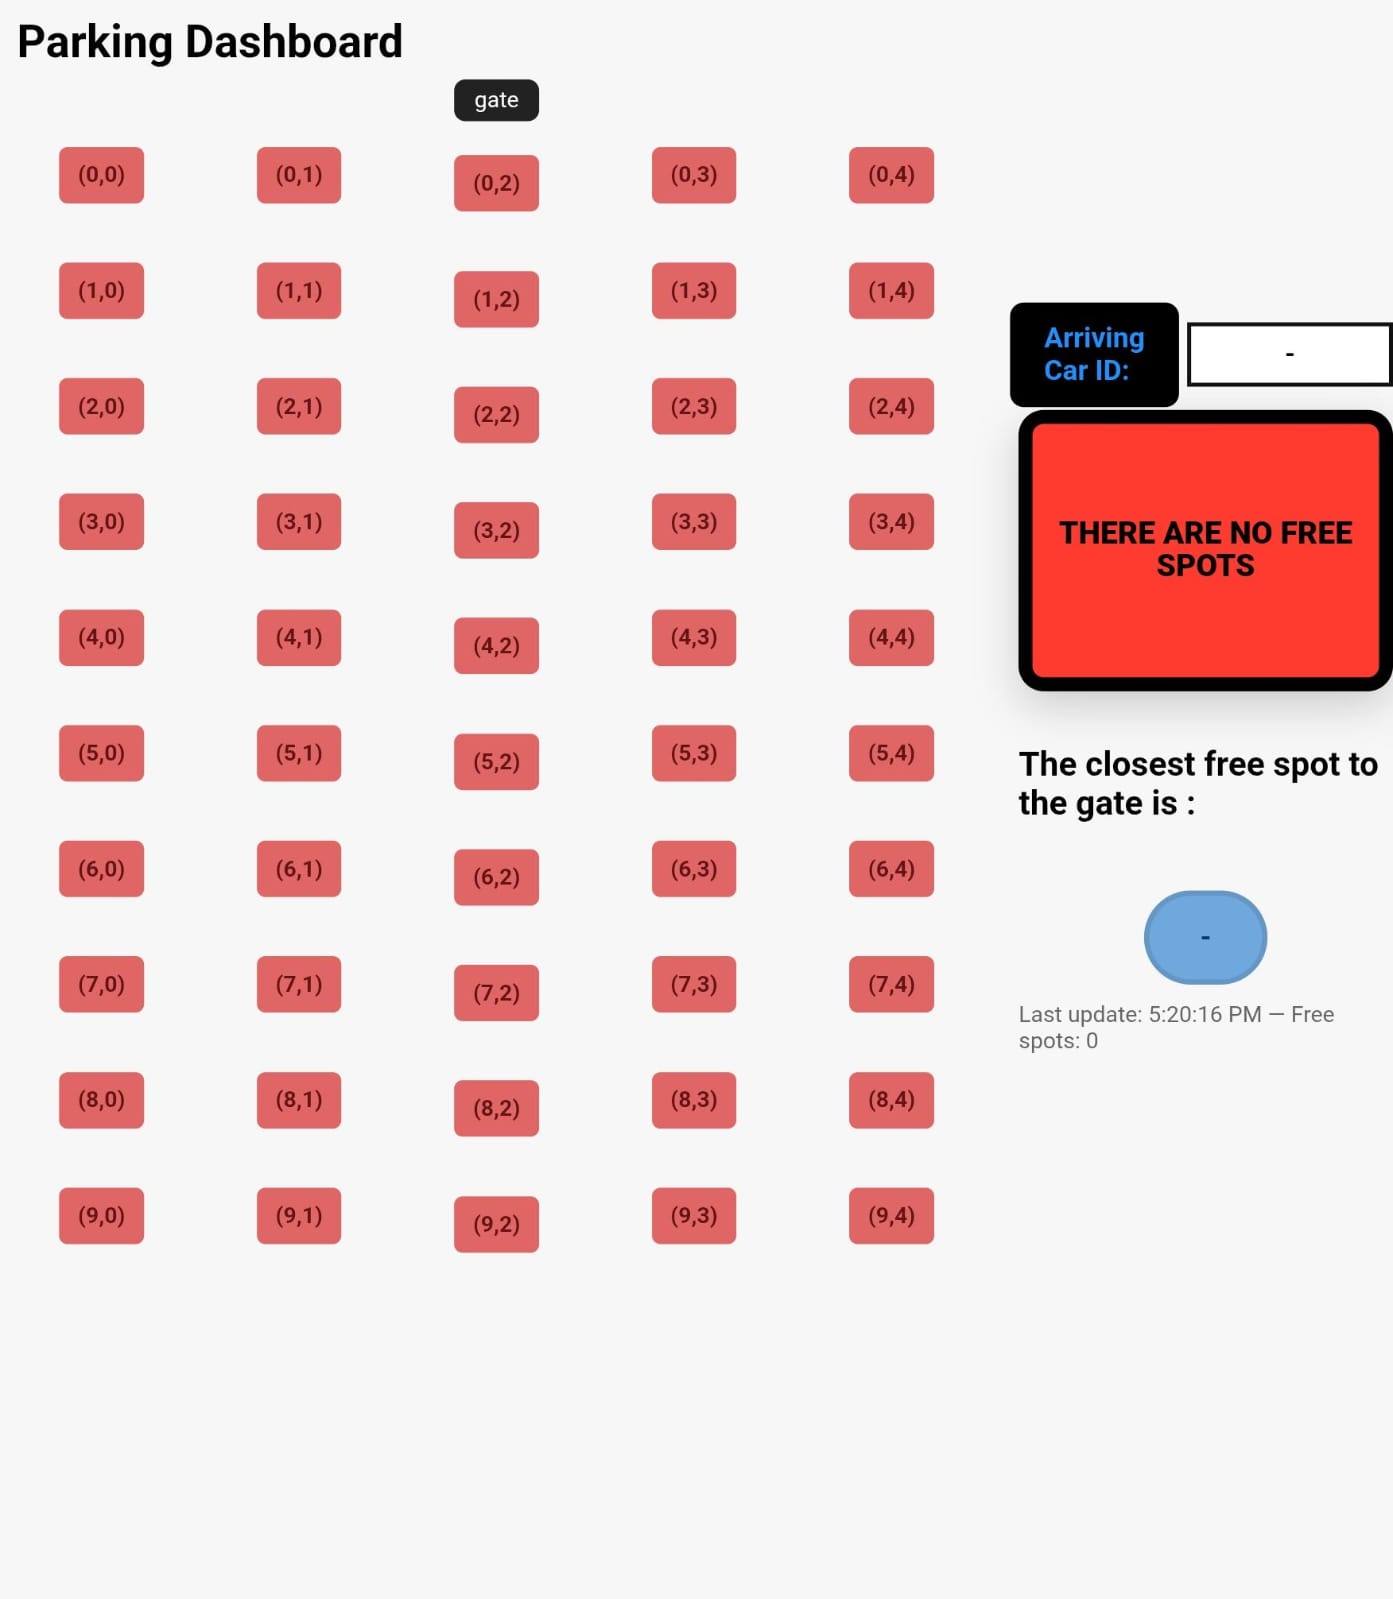 Parking Dashboard
gate
(0,0) (0,1) (0,2) (0,3) (0,4)
(1,0) (1,1) (1,2) (1,3) (1,4)
(2,0) (2,1) (2,2) (2,3) (2,4)
(3,0) (3,1) (3,2) (3,3) (3,4)
(4,0) (4,1) (4,2) (4,3) (4,4)
(5,0) (5,1) (5,2) (5,3) (5,4)
(6,0) (6,1) (6,2) (6,3) (6,4)
(7,0) (7,1) (7,2) (7,3) (7,4)
(8,0) (8,1) (8,2) (8,3) (8,4)
(9,0) (9,1) (9,2) (9,3) (9,4)
Arriving
Car ID:
-
THERE ARE NO FREE
SPOTS
The closest free spot to
the gate is :
-
Last update: 5:20:16 PM — Free
spots: 0